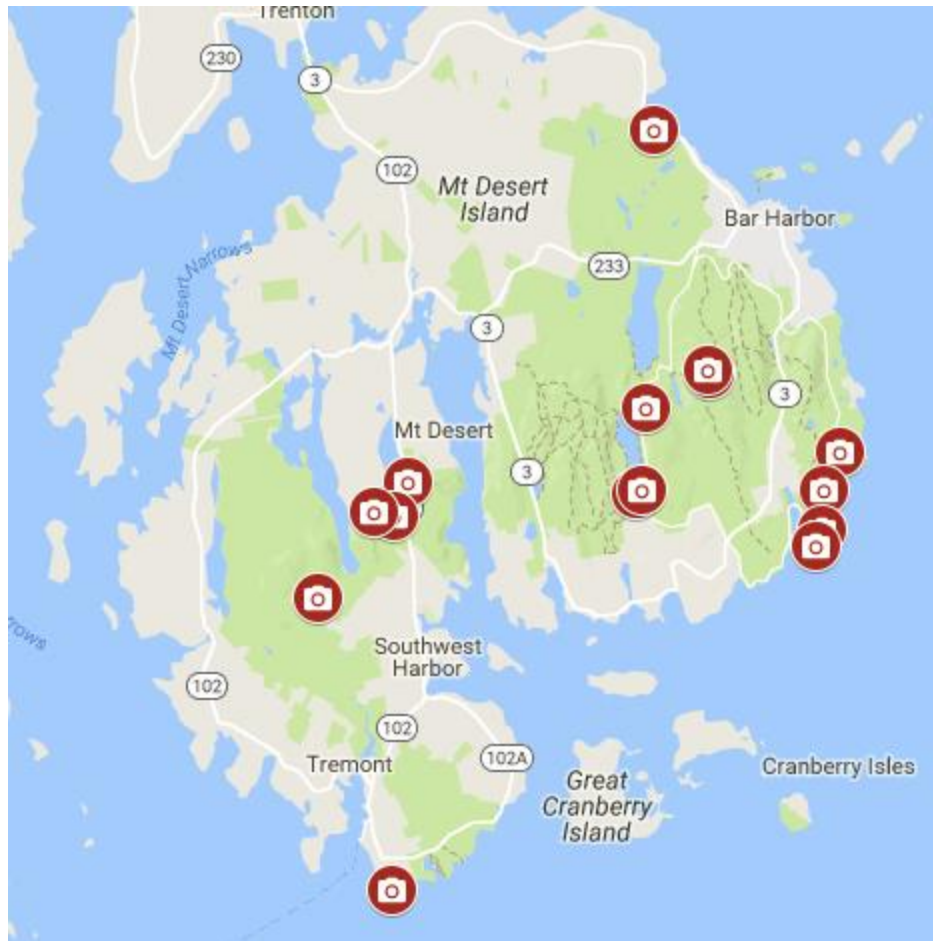 Trenton
230
3
102
Mt Desert
Island
Bar Harbor
233
Mt Desert Narrows
3
3
Mt Desert
3
Southwest
Harbor
102
102
102A
Tremont
Cranberry Isles
Great
Cranberry
Island